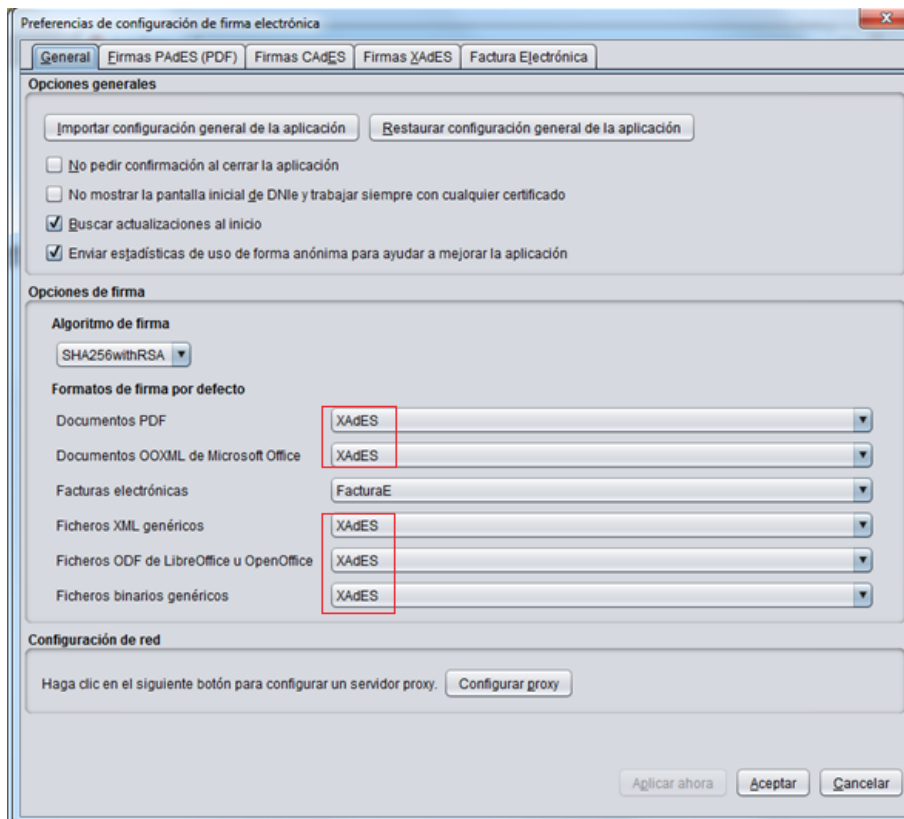 Preferencias de configuración de firma electrónica
General Firmas PAdES (PDF) Firmas CAdES Firmas XAdES Factura Electrónica
Opciones generales
Importar configuración general de la aplicación Restaurar configuración general de la aplicación
No pedir confirmación al cerrar la aplicación
No mostrar la pantalla inicial de DNIe y trabajar siempre con cualquier certificado
Buscar actualizaciones al inicio
Enviar estadísticas de uso de forma anónima para ayudar a mejorar la aplicación
Opciones de firma
Algoritmo de firma
SHA256withRSA
Formatos de firma por defecto
Documentos PDF XAdES
Documentos OOXML de Microsoft Office XAdES
Facturas electrónicas FacturaE
Ficheros XML genéricos XAdES
Ficheros ODF de LibreOffice u OpenOffice XAdES
Ficheros binarios genéricos XAdES
Configuración de red
Haga clic en el siguiente botón para configurar un servidor proxy. Configurar proxy
Aplicar ahora Aceptar Cancelar